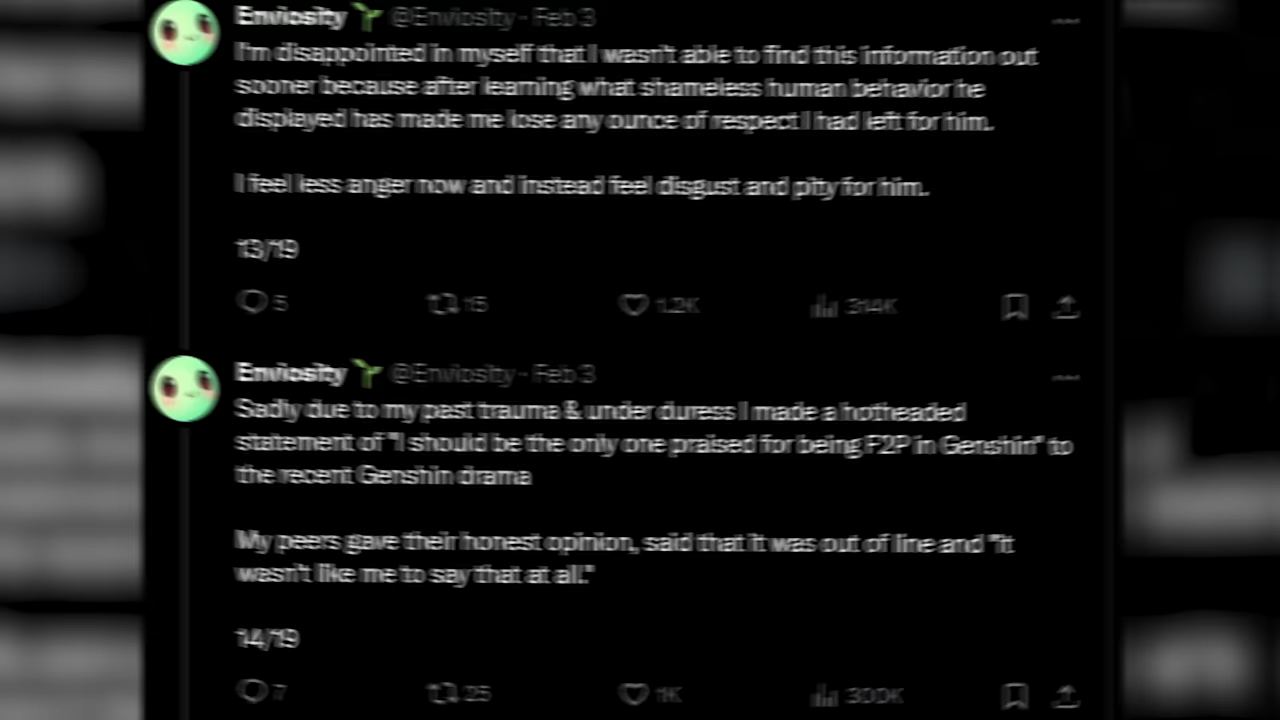 Enviosity @Enviosity · Feb 3
I'm disappointed in myself that I wasn't able to find this information out
sooner because after learning what shameless human behavior he
displayed has made me lose any ounce of respect I had left for him.
I feel less anger now and instead feel disgust and pity for him.
13/19
5 15 1.2K 314K
Enviosity @Enviosity · Feb 3
Sadly due to my past trauma & under duress I made a hotheaded
statement of "I should be the only one praised for being F2P in Genshin" to
the recent Genshin drama
My peers gave their honest opinion, said that it was out of line and "it
wasn't like me to say that at all."
14/19
7 25 1K 300K